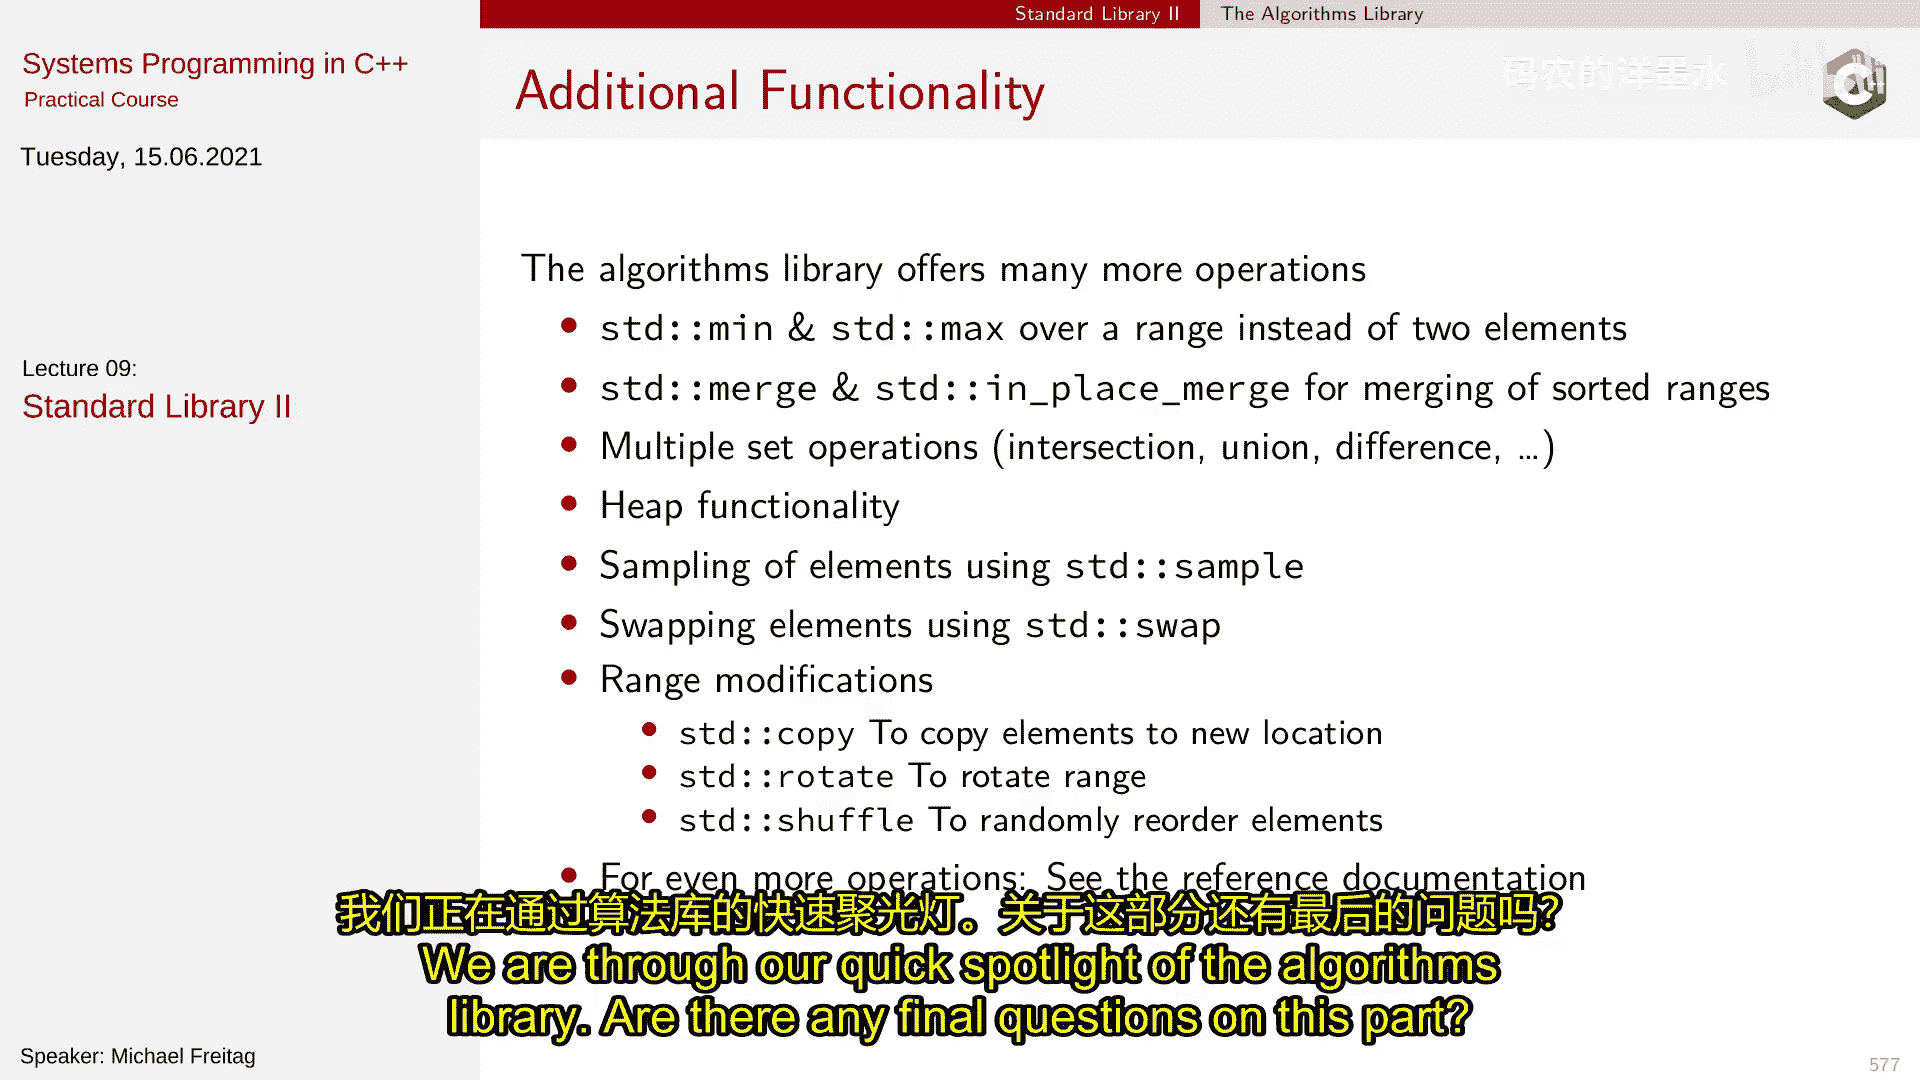 Standard Library II
The Algorithms Library
Systems Programming in C++
Practical Course
Tuesday, 15.06.2021
Lecture 09:
Standard Library II
Additional Functionality
码农的洋墨水
The algorithms library offers many more operations
• std::min & std::max over a range instead of two elements
• std::merge & std::in_place_merge for merging of sorted ranges
• Multiple set operations (intersection, union, difference, …)
• Heap functionality
• Sampling of elements using std::sample
• Swapping elements using std::swap
• Range modifications
• std::copy To copy elements to new location
• std::rotate To rotate range
• std::shuffle To randomly reorder elements
• For even more operations: See the reference documentation
我们正在通过算法库的快速聚光灯。关于这部分还有最后的问题吗？
We are through our quick spotlight of the algorithms
library. Are there any final questions on this part?
Speaker: Michael Freitag
577